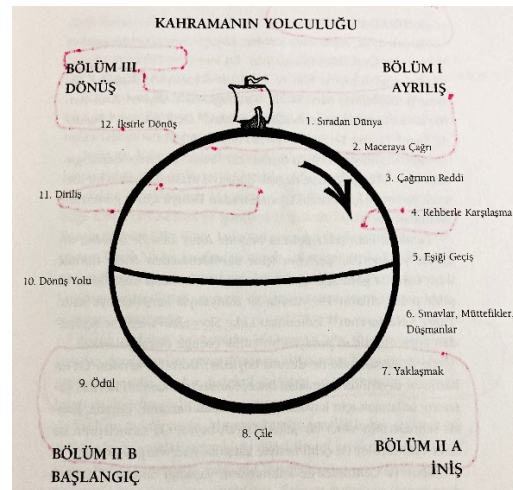 KAHRAMANIN YOLCULUĞU
BÖLÜM III
DÖNÜŞ
BÖLÜM I
AYRILIŞ
12. İksirle Dönüş
1. Sıradan Dünya
2. Maceraya Çağrı
3. Çağrının Reddi
11. Diriliş
4. Rehberle Karşılaşma
5. Eşiği Geçiş
10. Dönüş Yolu
6. Sınavlar, Müttefikler,
Düşmanlar
7. Yaklaşmak
9. Ödül
8. Çile
BÖLÜM II B
BAŞLANGIÇ
BÖLÜM II A
İNİŞ